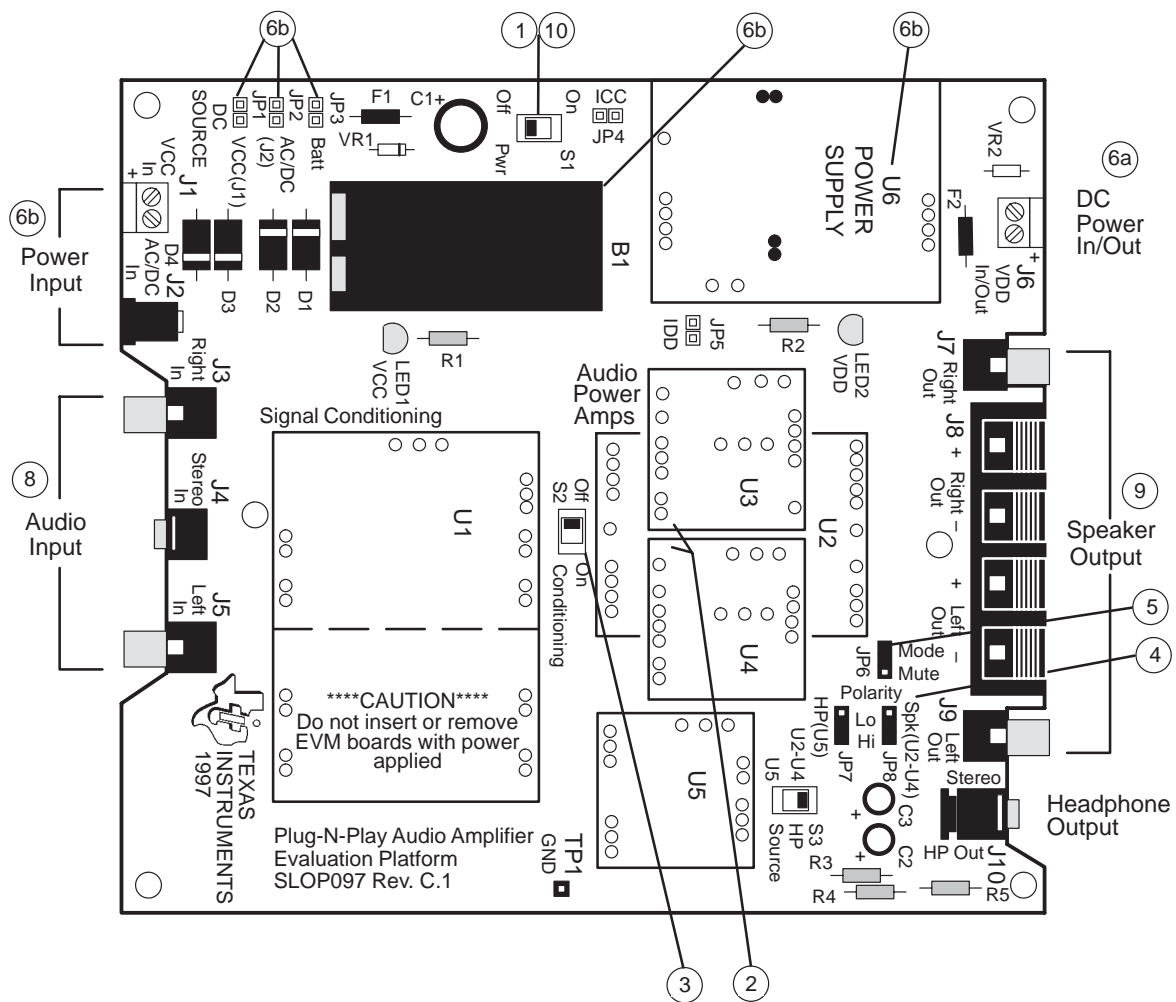 6b
1
10
6b
6b
DC
SOURCE
JP1
VCC(J1)
JP2
AC/DC
(J2)
JP3
Batt
F1
VR1
C1+
Off
On
Pwr
S1
ICC
JP4
U6
POWER
SUPPLY
VR2
F2
6a
DC
Power
In/Out
+
VCC
In
J1
6b
Power
Input
D4
AC/DC
In
J2
D3
D2
D1
B1
+
J6
VDD
In/Out
LED1
VCC
R1
JP5
IDD
R2
LED2
VDD
J3
Right
In
J7
Right
Out
Signal Conditioning
Audio
Power
Amps
8
Audio
Input
J4
Stereo
In
J5
Left
In
U1
Off
S2
On
Conditioning
U3
U2
U4
J8
+
Right
Out
–
+
Left
Out
–
9
Speaker
Output
5
4
JP6
Mode
Mute
Polarity
HP(U5)
Lo
Hi
JP7
JP8
Spk(U2-U4)
J9
Left
Out
****CAUTION****
Do not insert or remove
EVM boards with power
applied
TEXAS
INSTRUMENTS
1997
U5
U2-U4
U5
S3
HP
Source
+
C3
+
C2
Stereo
HP Out
J10
Headphone
Output
R3
R4
R5
Plug-N-Play Audio Amplifier
Evaluation Platform
SLOP097 Rev. C.1
TP1
GND
3
2